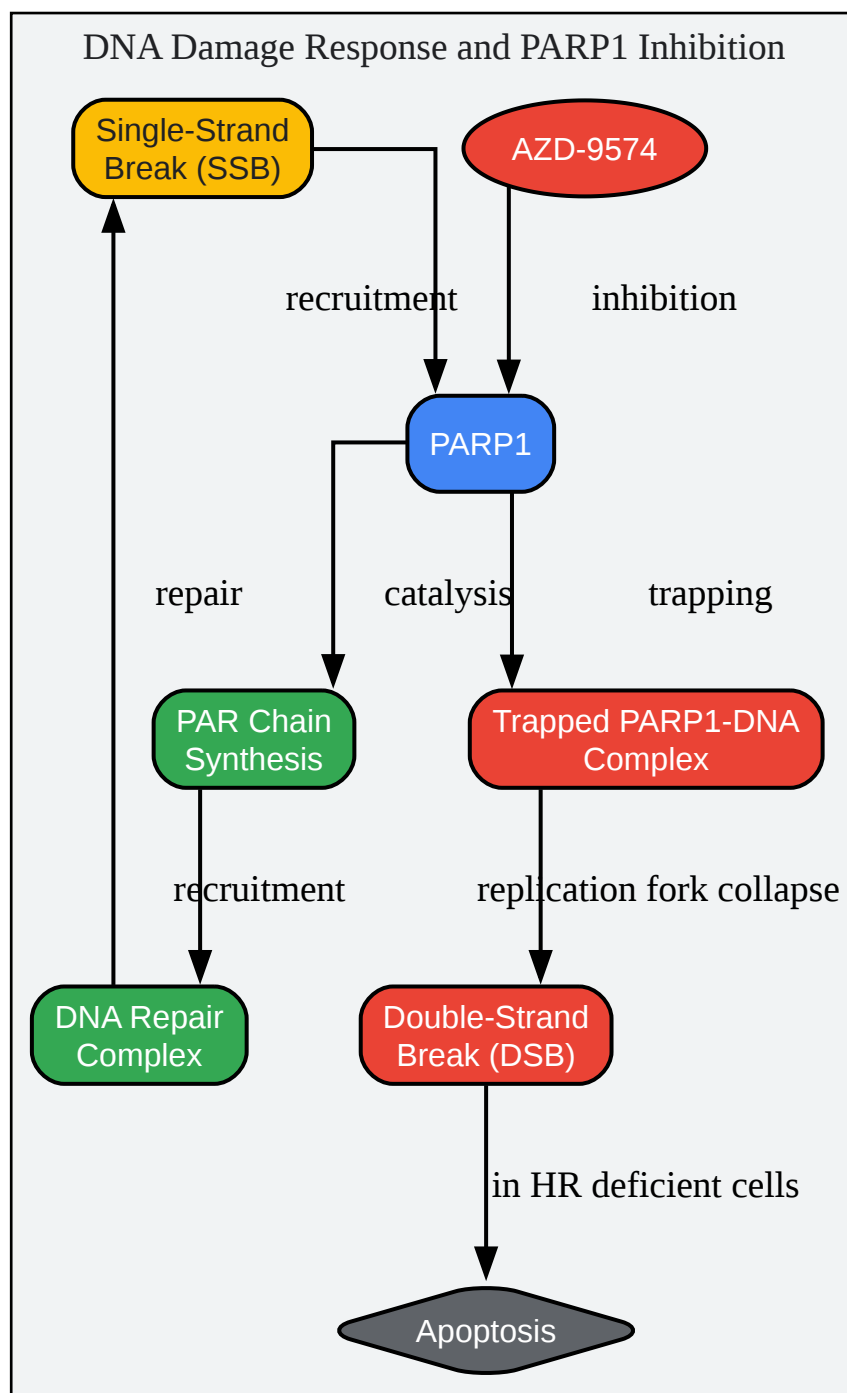 DNA Damage Response and PARP1 Inhibition
Single-Strand
Break (SSB)
AZD-9574
recruitment
inhibition
PARP1
repair
catalysis
trapping
PAR Chain
Synthesis
Trapped PARP1-DNA
Complex
recruitment
replication fork collapse
DNA Repair
Complex
Double-Strand
Break (DSB)
in HR deficient cells
Apoptosis